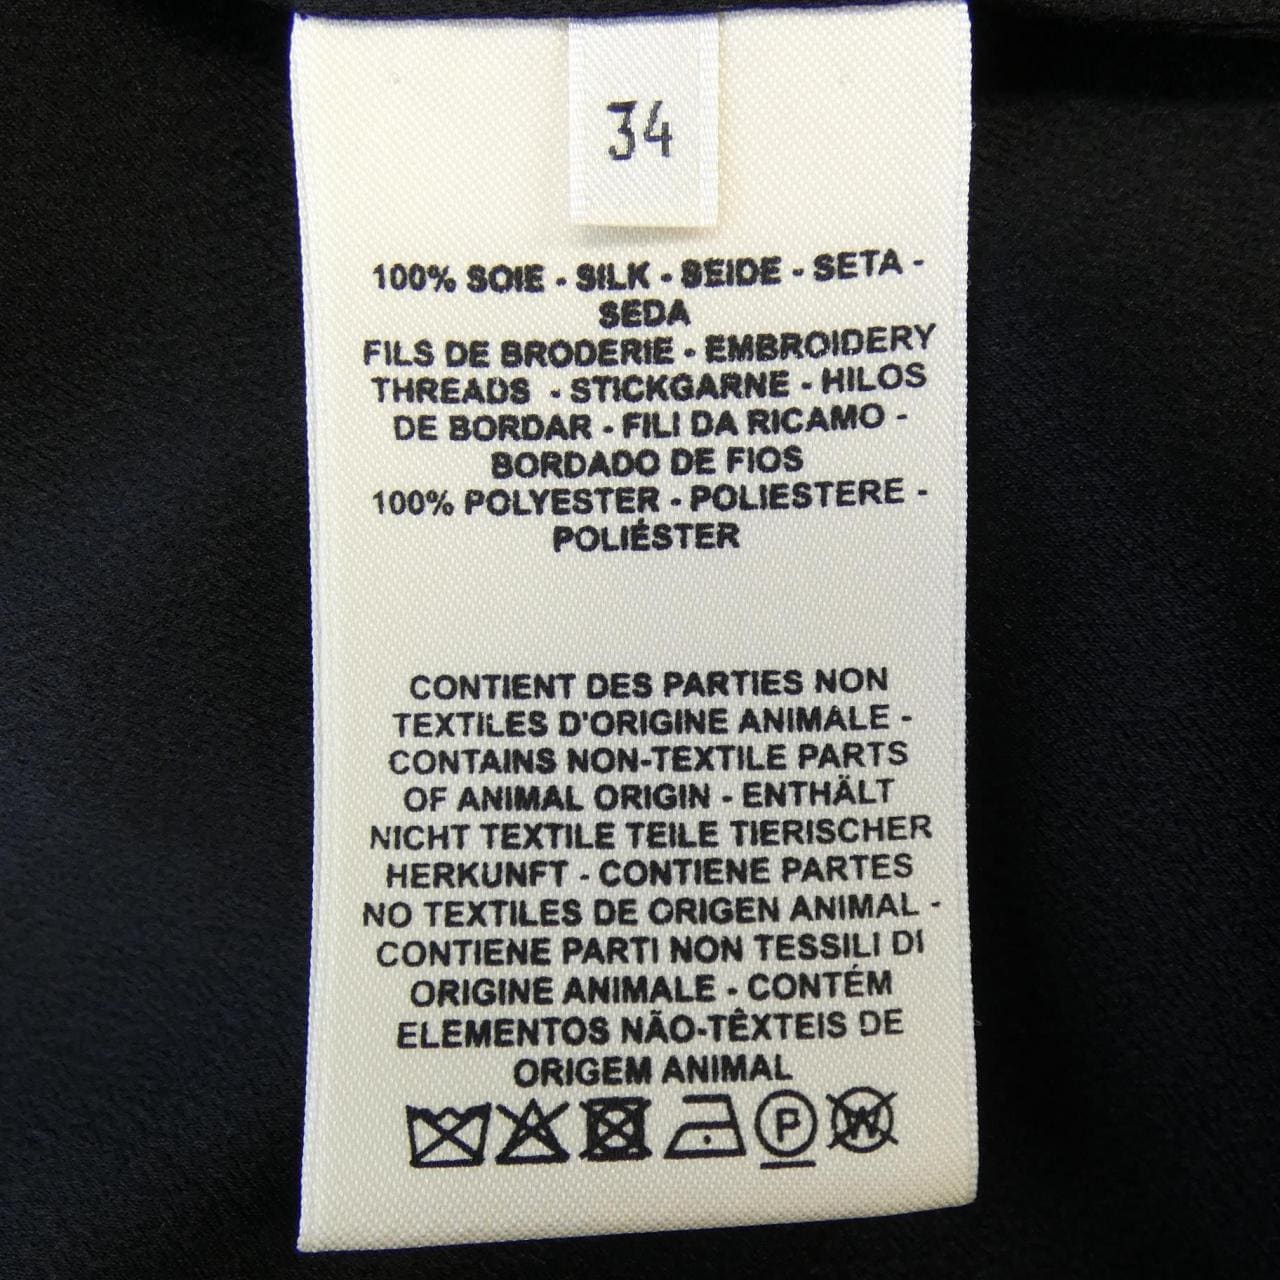 34
100% SOIE - SILK - SEIDE - SETA -
SEDA
FILS DE BRODERIE - EMBROIDERY
THREADS - STICKGARNE - HILOS
DE BORDAR - FILI DA RICAMO -
BORDADO DE FIOS
100% POLYESTER - POLIESTERE -
POLIÉSTER
CONTIENT DES PARTIES NON
TEXTILES D'ORIGINE ANIMALE -
CONTAINS NON-TEXTILE PARTS
OF ANIMAL ORIGIN - ENTHÄLT
NICHT TEXTILE TEILE TIERISCHER
HERKUNFT - CONTIENE PARTES
NO TEXTILES DE ORIGEN ANIMAL -
CONTIENE PARTI NON TESSILI DI
ORIGINE ANIMALE - CONTÉM
ELEMENTOS NÃO-TÊXTEIS DE
ORIGEM ANIMAL
P W